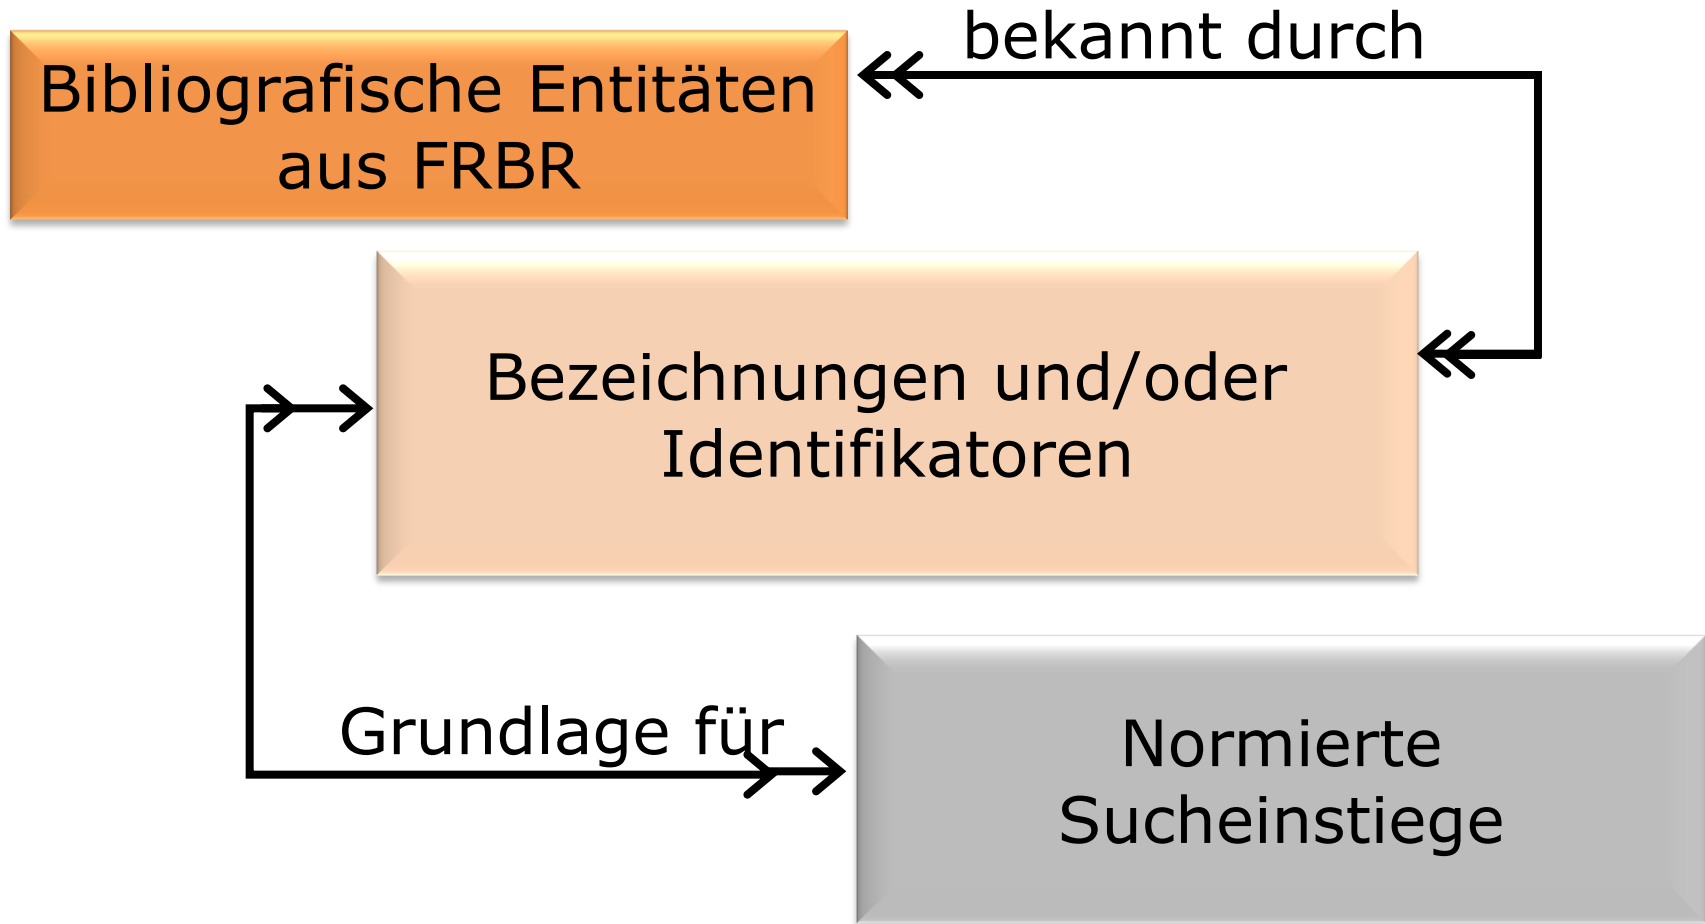 bekannt durch
Bibliografische Entitäten
aus FRBR
Bezeichnungen und/oder
Identifikatoren
Grundlage für
Normierte
Sucheinstiege